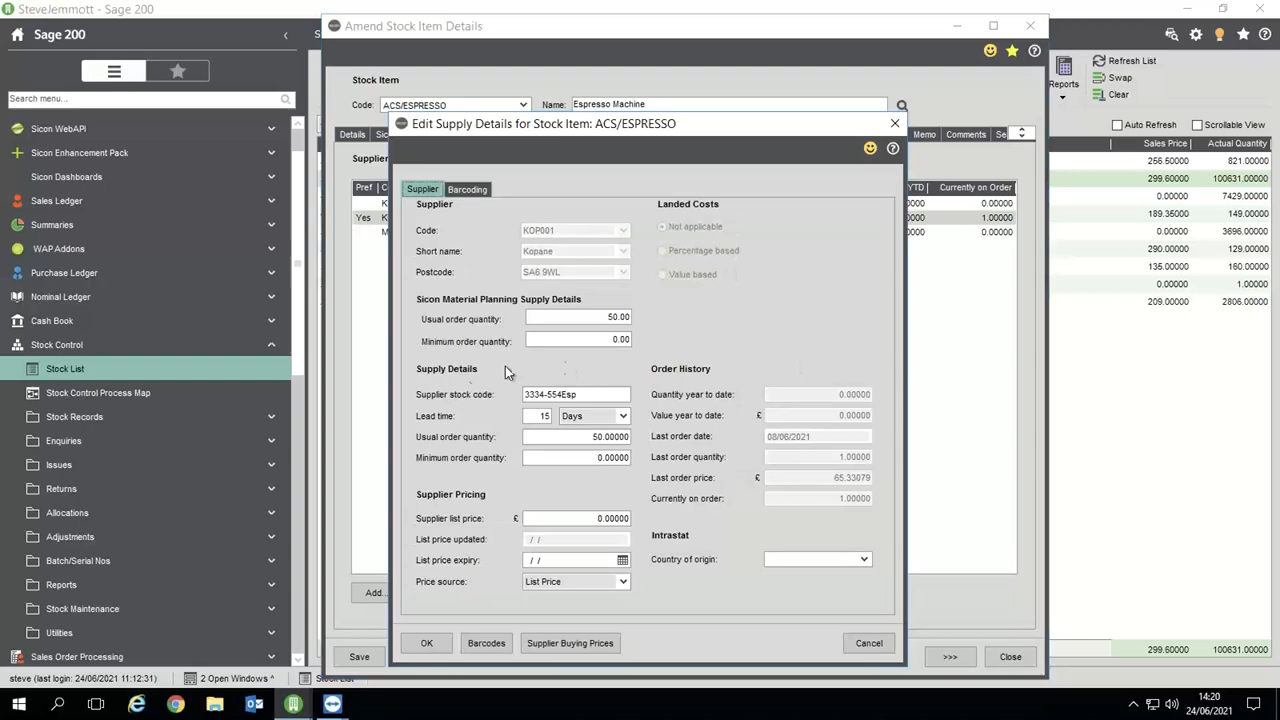 SteveJemmott - Sage 200
Sage 200
Search menu...
Sicon WebAPI
Sicon Enhancement Pack
Sicon Dashboards
Sales Ledger
Summaries
WAP Addons
Purchase Ledger
Nominal Ledger
Cash Book
Stock Control
Stock List
Stock Control Process Map
Stock Records
Enquiries
Issues
Returns
Allocations
Adjustments
Batch/Serial Nos
Reports
Stock Maintenance
Utilities
Sales Order Processing
steve (last login: 24/06/2021 11:12:31)
2 Open Windows ^
Amend Stock Item Details
Stock Item
Code: ACS/ESPRESSO
Name: Espresso Machine
Details
Memo
Comments
Se
Supplier
Pref
YTD
Currently on Order
0.00000
Yes
1.00000
0.00000
Add...
Save
>>>
Close
Edit Supply Details for Stock Item: ACS/ESPRESSO
Supplier
Barcoding
Supplier
Code: KOP001
Short name: Kopane
Postcode: SA6 9WL
Landed Costs
Not applicable
Percentage based
Value based
Sicon Material Planning Supply Details
Usual order quantity: 50.00
Minimum order quantity: 0.00
Supply Details
Supplier stock code: 3334-554Esp
Lead time: 15 Days
Usual order quantity: 50.00000
Minimum order quantity: 0.00000
Order History
Quantity year to date: 0.00000
Value year to date: £ 0.00000
Last order date: 08/06/2021
Last order quantity: 1.00000
Last order price: £ 65.33079
Currently on order: 1.00000
Supplier Pricing
Supplier list price: £ 0.00000
List price updated: / /
List price expiry: / /
Price source: List Price
Intrastat
Country of origin:
OK
Barcodes
Supplier Buying Prices
Cancel
Reports
Refresh List
Swap
Clear
Auto Refresh
Scrollable View
Sales Price
Actual Quantity
256.50000 821.00000
299.60000 100631.00000
0.00000 7429.00000
189.35000 149.00000
0.00000 3696.00000
290.00000 129.00000
135.00000 160.00000
0.00000 1.00000
209.00000 2806.00000
299.60000 100631.00000
14:20
24/06/2021